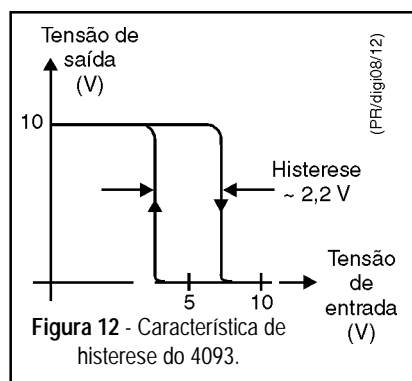 Tensão de
saída
(V)
(PR/digi08/12)
10
Histerese
~ 2,2 V
5
10
Tensão
de
entrada
(V)
Figura 12 - Característica de
histerese do 4093.